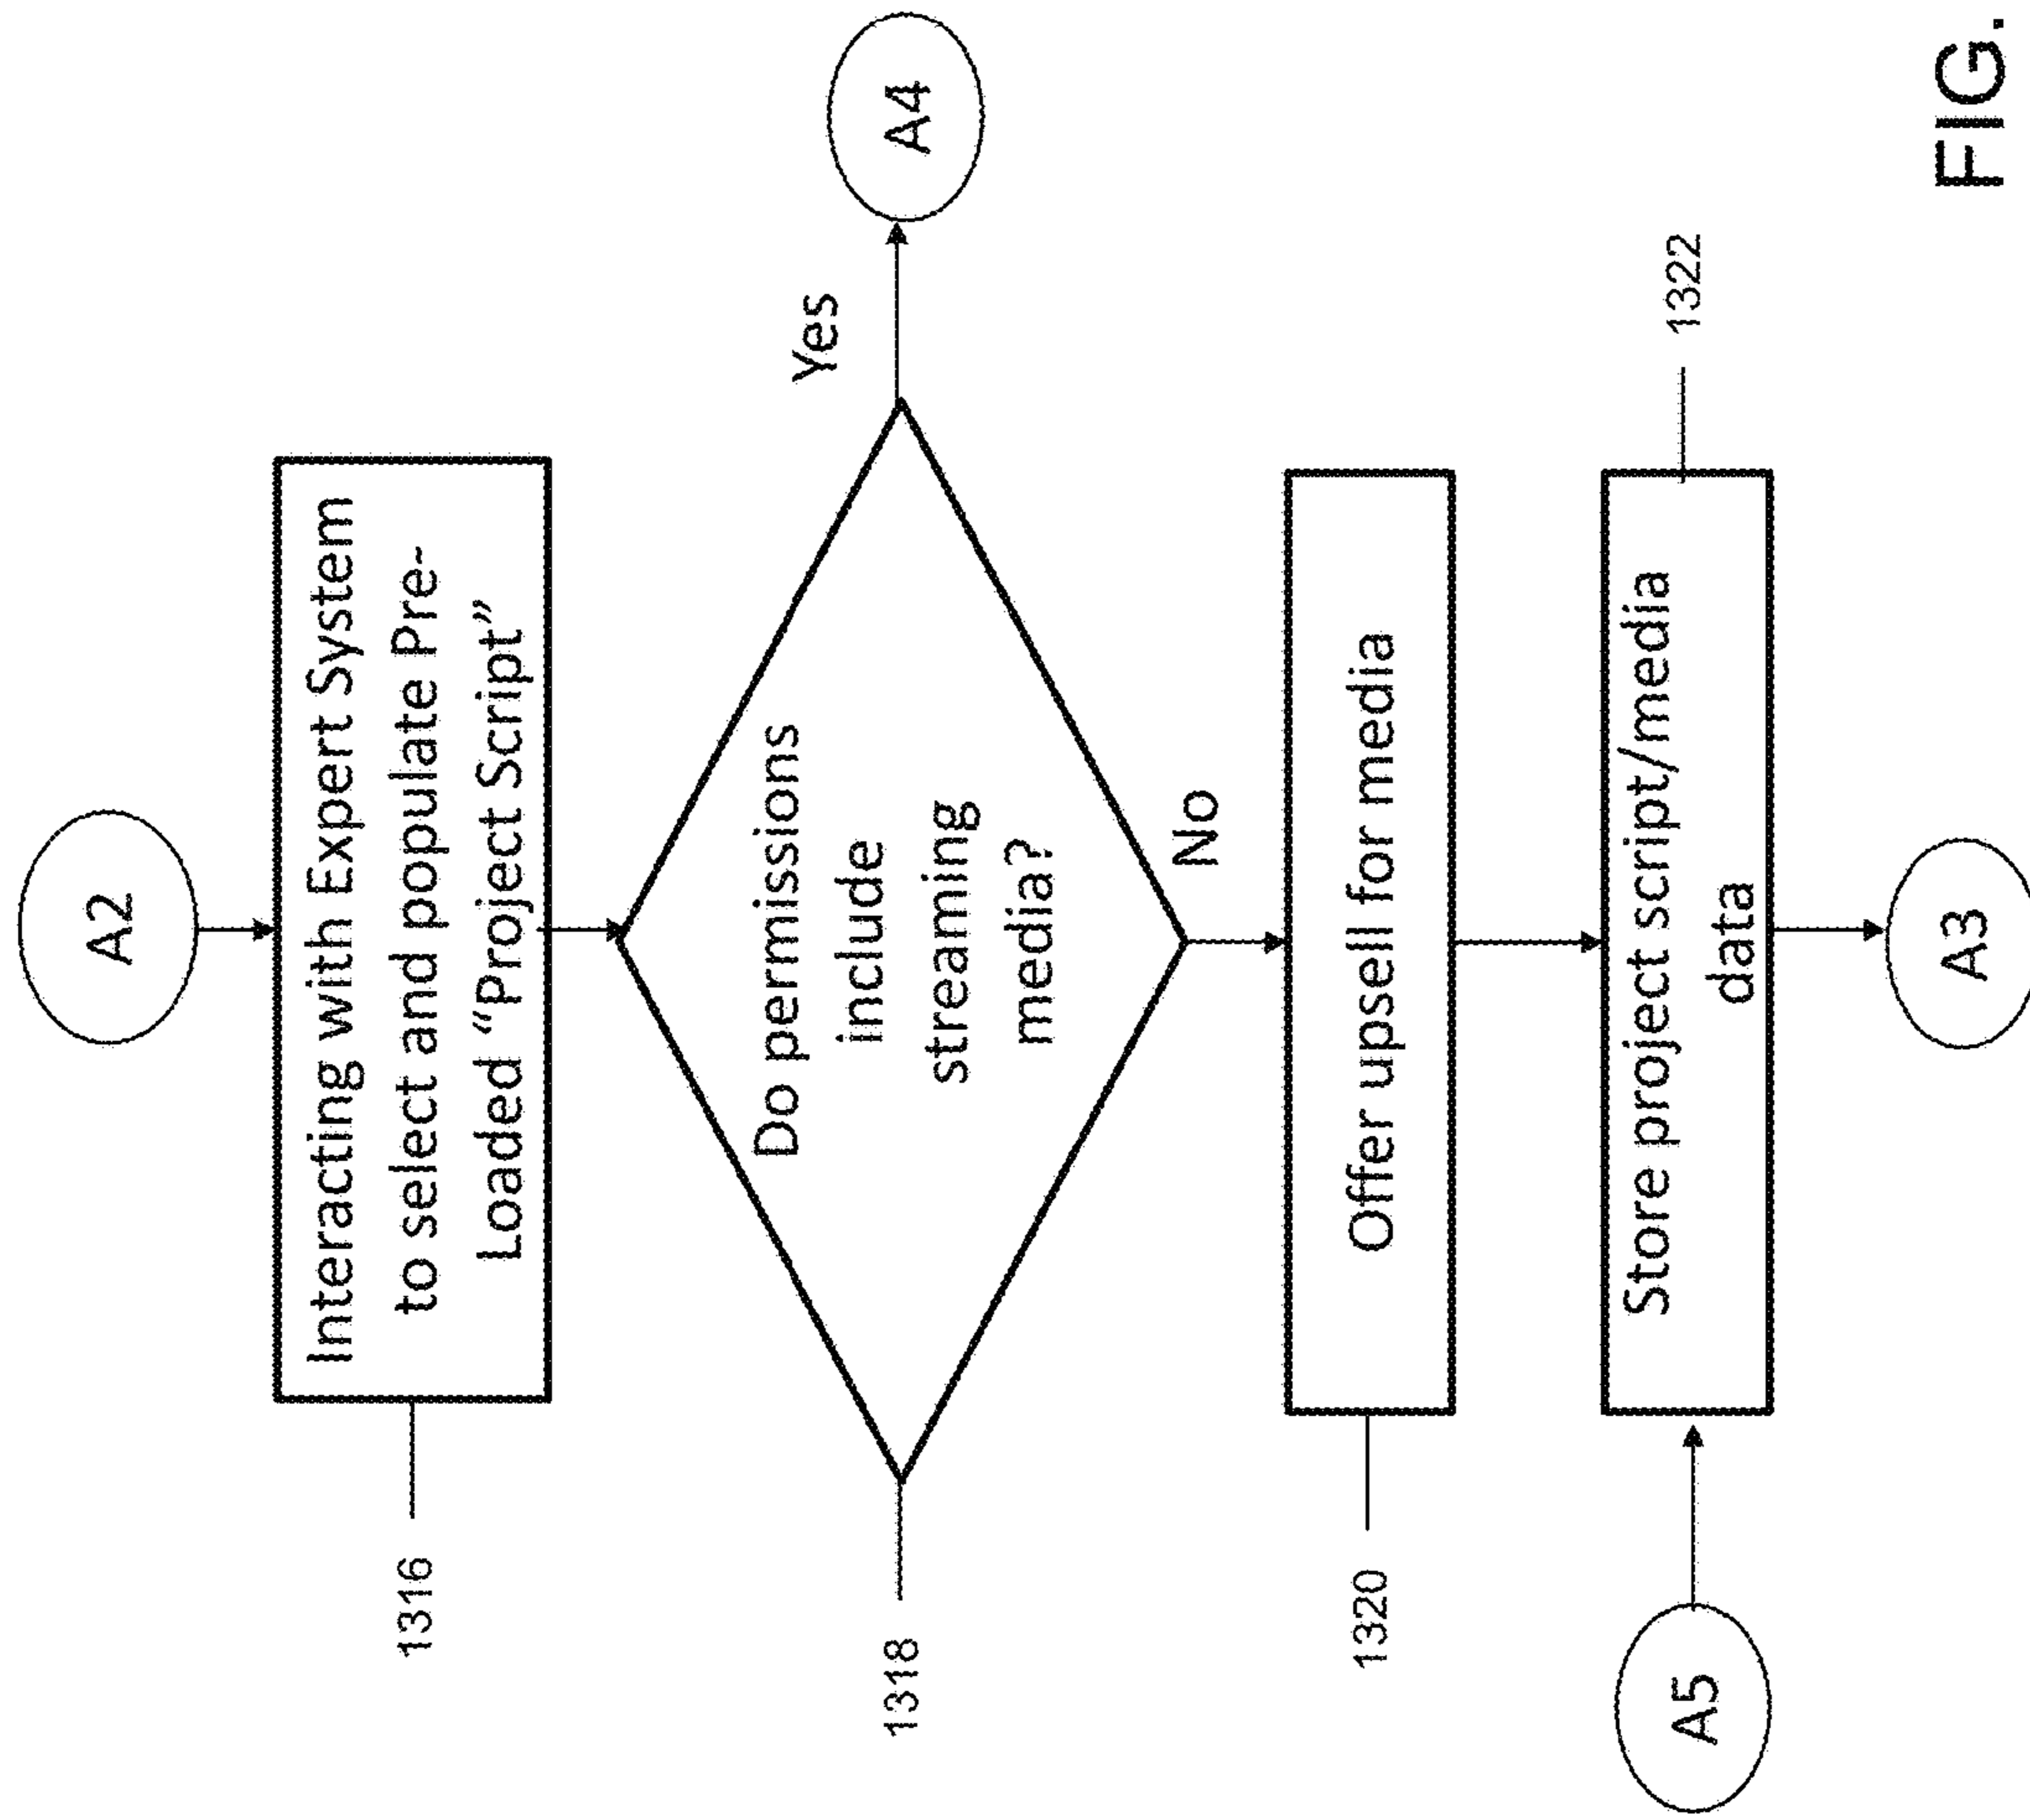 A2
Interacting with Expert System
to select and populate Pre-
Loaded “Project Script”
1316
Do permissions
include
streaming
media?
1318
Yes
A4
No
Offer upsell for media
1320
Store project script/media
data
1322
A5
A3
FIG.